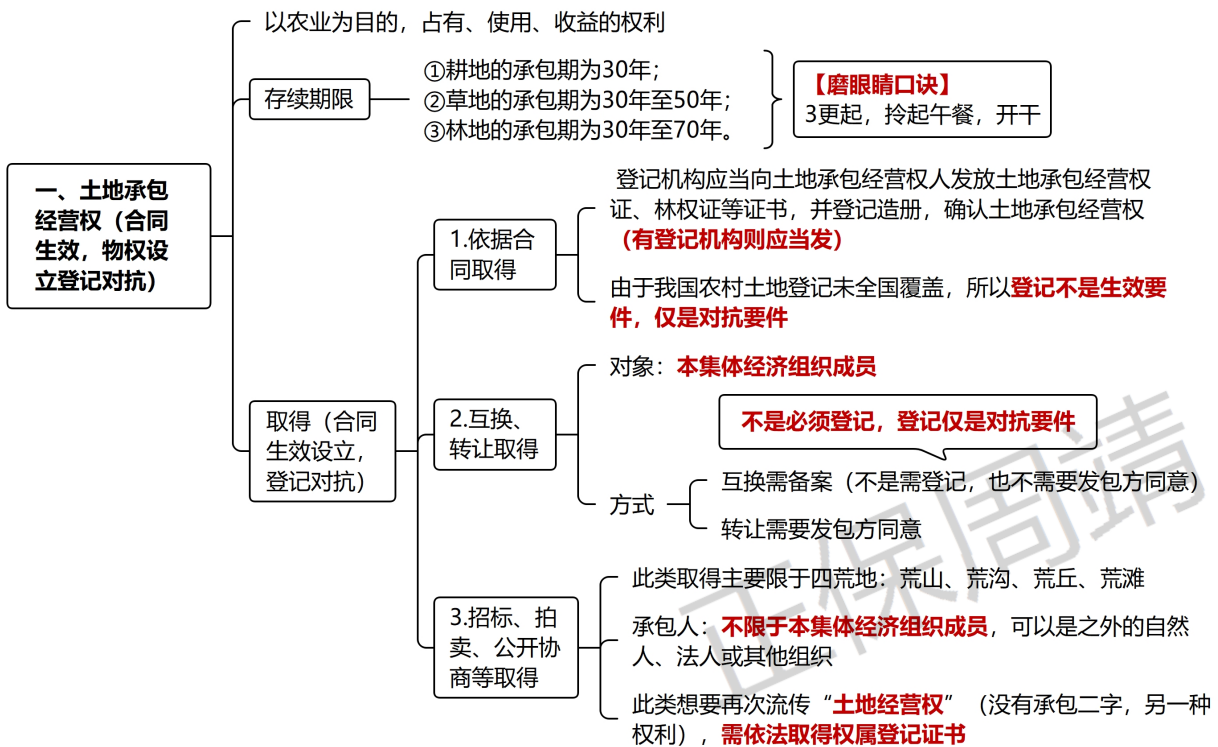 以农业为目的，占有、使用、收益的权利
存续期限
①耕地的承包期为30年；
②草地的承包期为30年至50年；
③林地的承包期为30年至70年。
【磨眼睛口诀】
3更起，拎起午餐，开干
一、土地承包
经营权（合同
生效，物权设
立登记对抗）
取得（合同
生效设立，
登记对抗）
1.依据合
同取得
登记机构应当向土地承包经营权人发放土地承包经营权
证、林权证等证书，并登记造册，确认土地承包经营权
（有登记机构则应当发）
由于我国农村土地登记未全国覆盖，所以登记不是生效要
件，仅是对抗要件
2.互换、
转让取得
对象：本集体经济组织成员
不是必须登记，登记仅是对抗要件
方式
互换需备案（不是需登记，也不需要发包方同意）
转让需要发包方同意
3.招标、拍
卖、公开协
商等取得
此类取得主要限于四荒地：荒山、荒沟、荒丘、荒滩
承包人：不限于本集体经济组织成员，可以是之外的自然
人、法人或其他组织
此类想要再次流传“土地经营权”（没有承包二字，另一种
权利），需依法取得权属登记证书
正保周靖